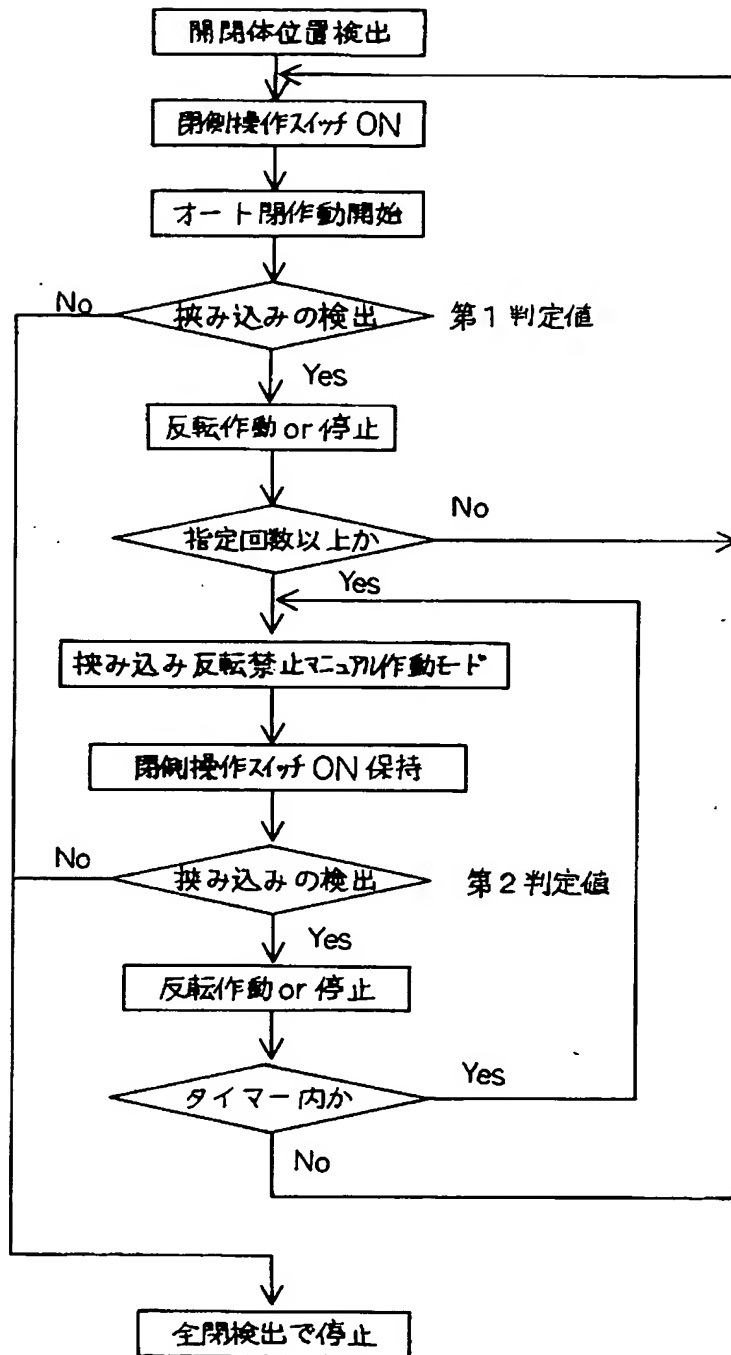 開閉体位置検出
閉側操作スイッチ ON
オート閉作動開始
No
挟み込みの検出
第1判定値
Yes
反転作動or停止
指定回数以上か
No
Yes
挟み込み反転禁止マニュアル作動モード
閉側操作スイッチ ON 保持
No
挟み込みの検出
第2判定値
Yes
反転作動or停止
タイマー内か
Yes
No
全閉検出で停止